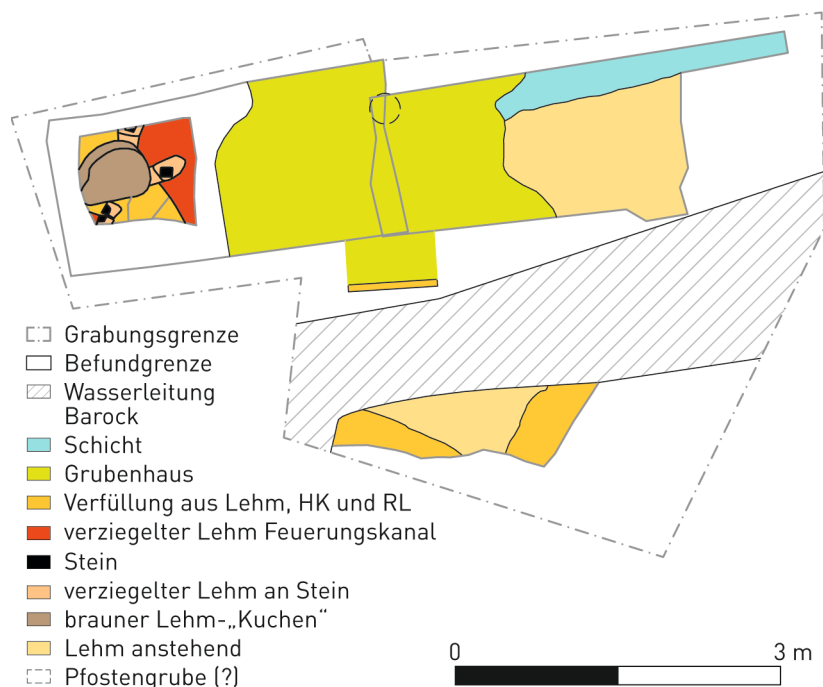 Grabungsgrenze
Befundgrenze
Wasserleitung
Barock
Schicht
Grubenhaus
Verfüllung aus Lehm, HK und RL
verziegelter Lehm Feuerungskanal
Stein
verziegelter Lehm an Stein
brauner Lehm-„Kuchen“
Lehm anstehend
Pfostengrube (?)
0 3 m